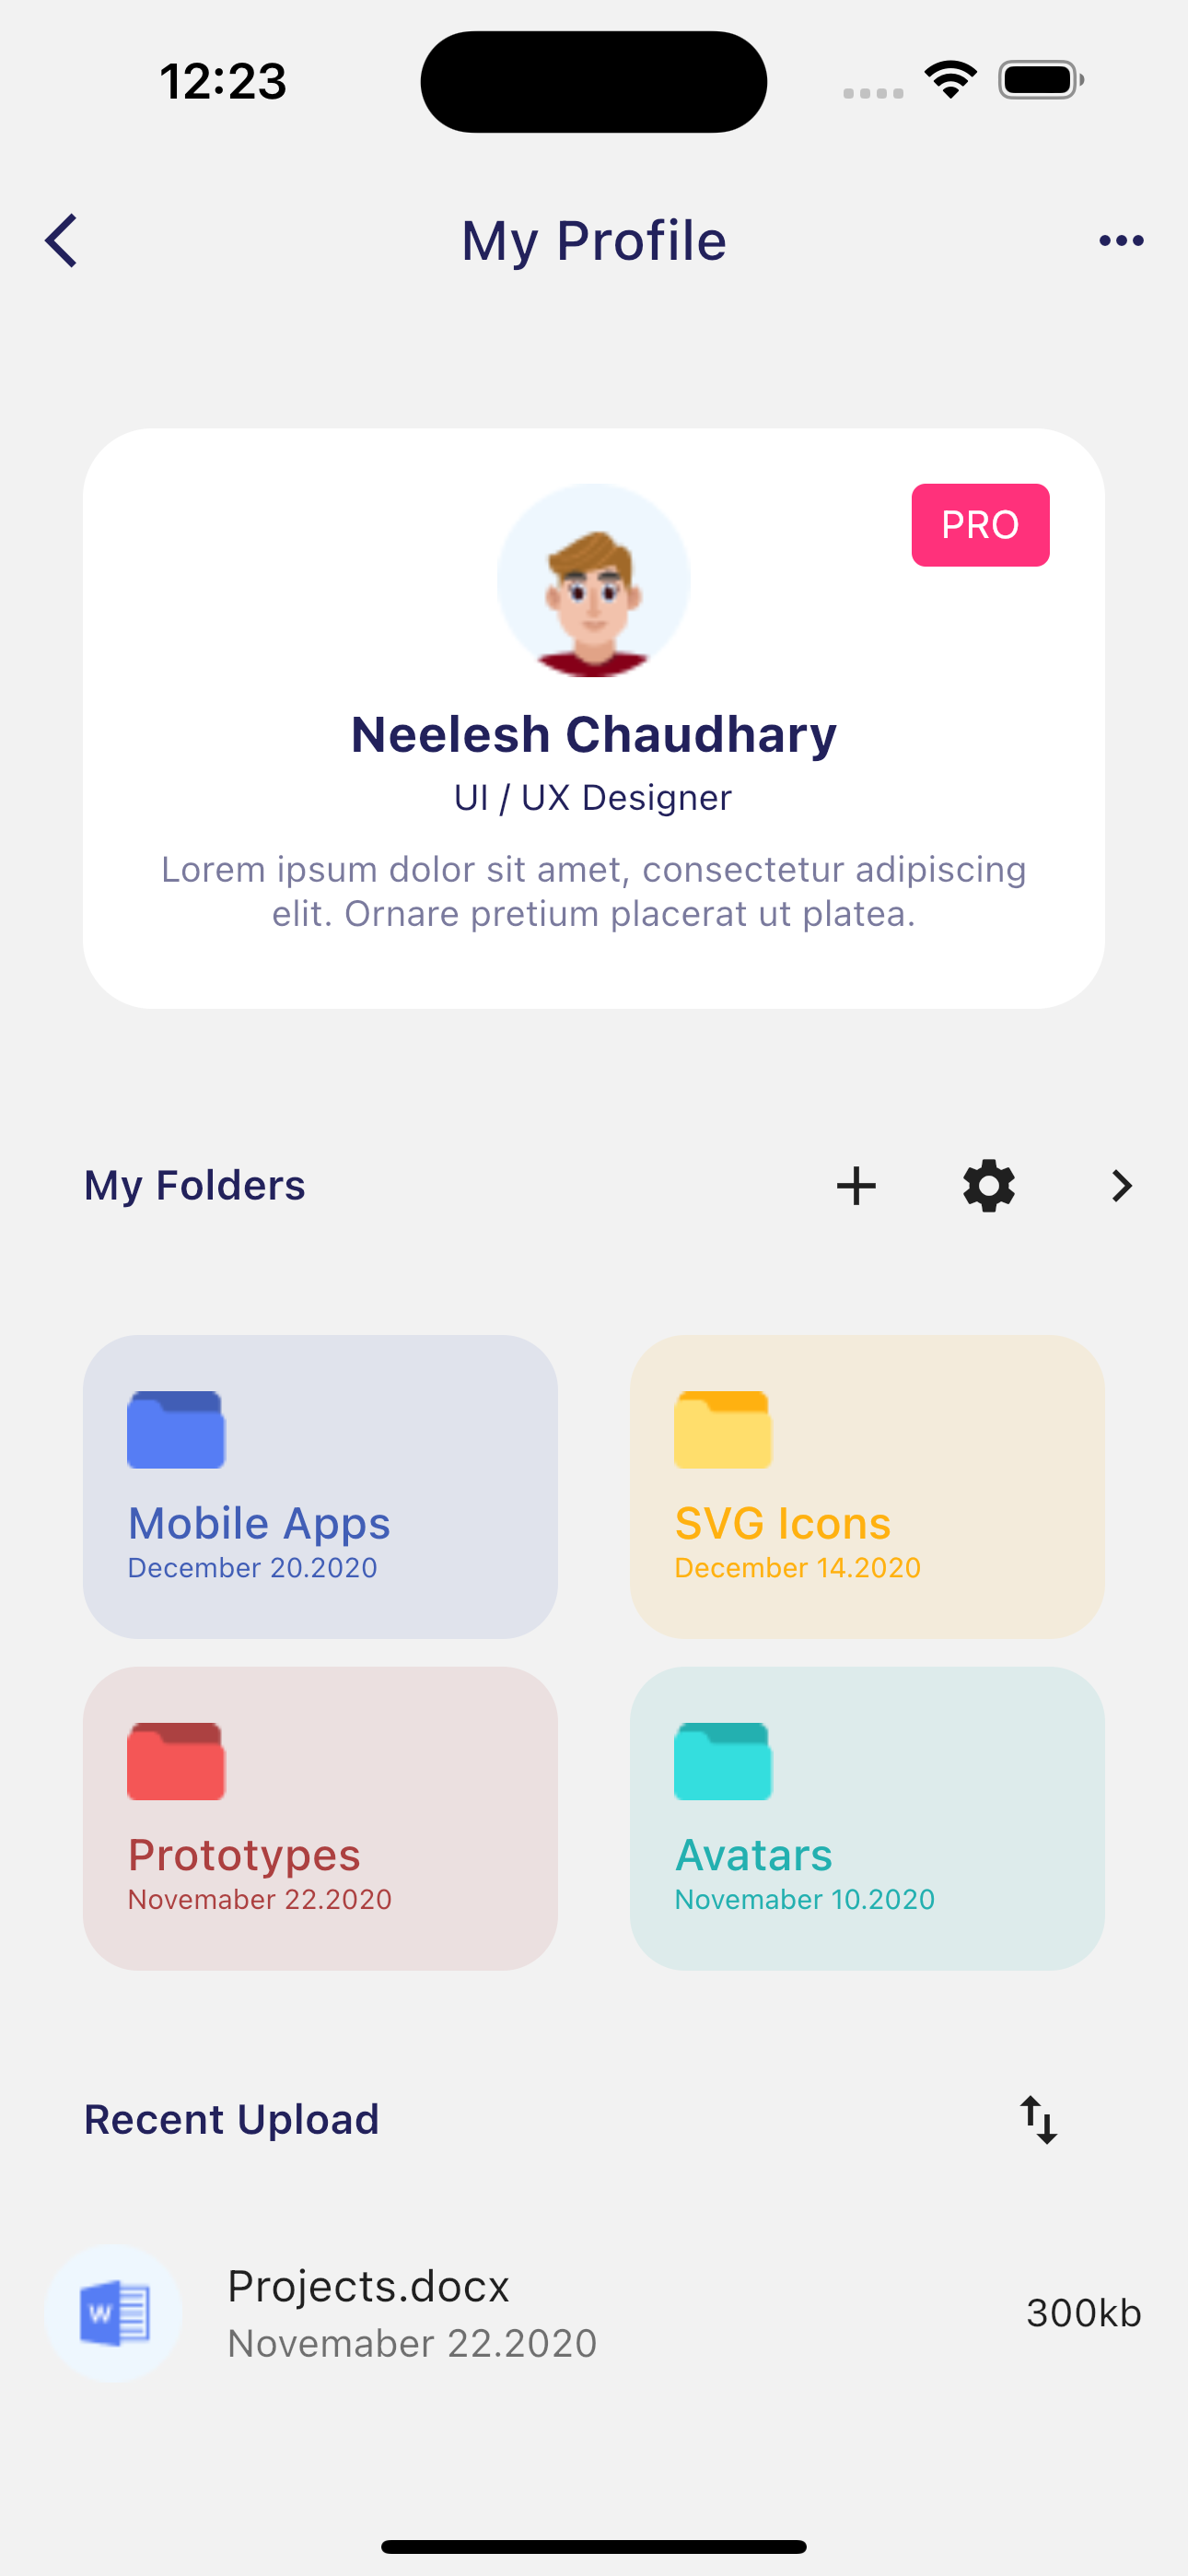 12:23
My Profile
PRO
Neelesh Chaudhary
UI / UX Designer
Lorem ipsum dolor sit amet, consectetur adipiscing
elit. Ornare pretium placerat ut platea.
My Folders
Mobile Apps
December 20.2020
SVG Icons
December 14.2020
Prototypes
Novemaber 22.2020
Avatars
Novemaber 10.2020
Recent Upload
W
Projects.docx
Novemaber 22.2020
300kb